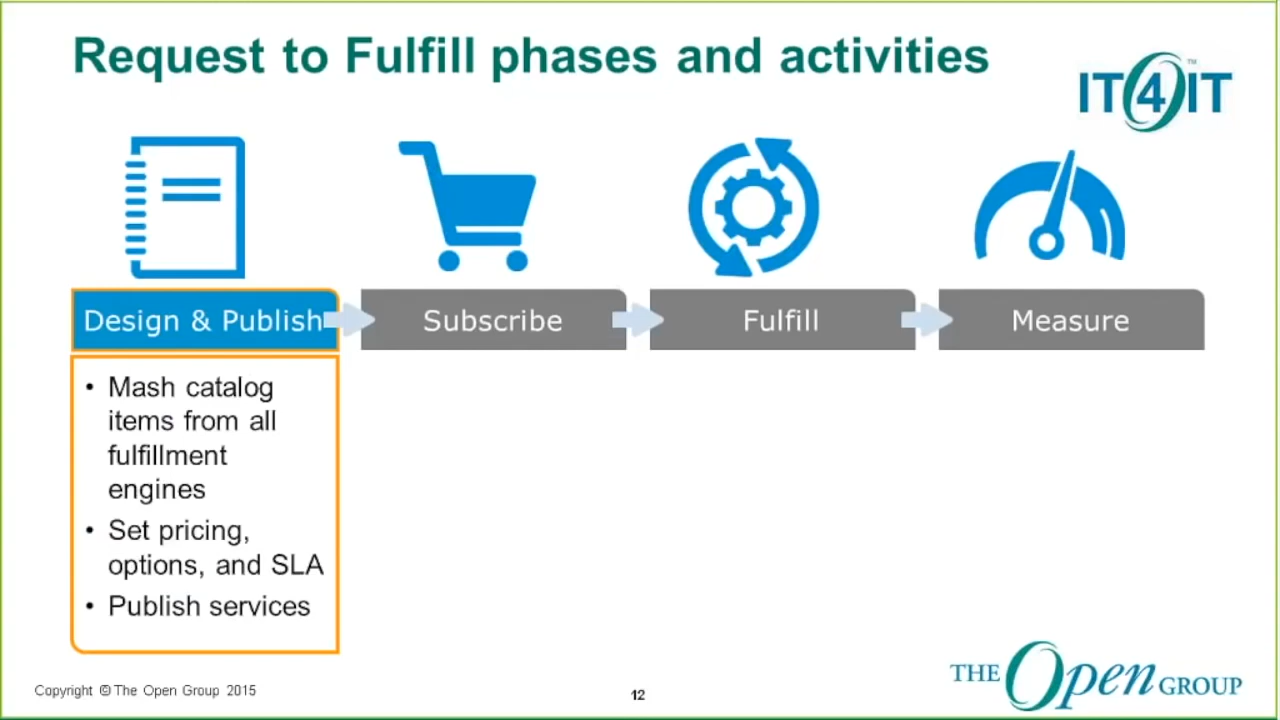 Request to Fulfill phases and activities
IT4IT™
Design & Publish
Subscribe
Fulfill
Measure
• Mash catalog
items from all
fulfillment
engines
• Set pricing,
options, and SLA
• Publish services
Copyright © The Open Group 2015
12
THE Open GROUP